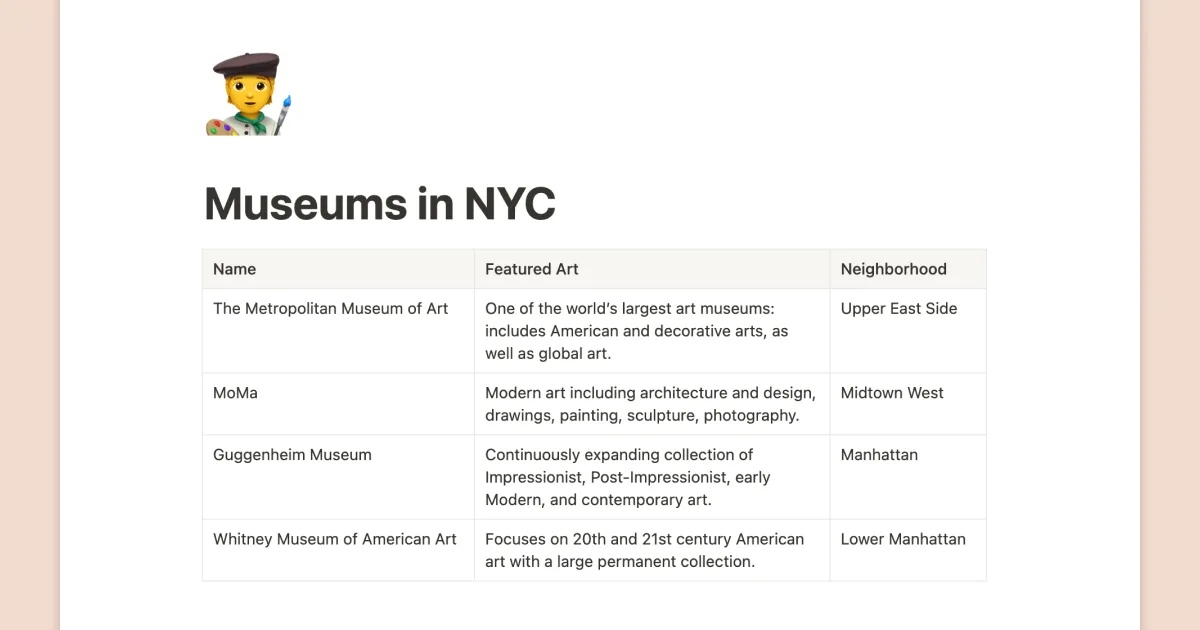 Museums in NYC
Name
Featured Art
Neighborhood
The Metropolitan Museum of Art
One of the world’s largest art museums:
includes American and decorative arts, as
well as global art.
Upper East Side
MoMa
Modern art including architecture and design,
drawings, painting, sculpture, photography.
Midtown West
Guggenheim Museum
Continuously expanding collection of
Impressionist, Post-Impressionist, early
Modern, and contemporary art.
Manhattan
Whitney Museum of American Art
Focuses on 20th and 21st century American
art with a large permanent collection.
Lower Manhattan